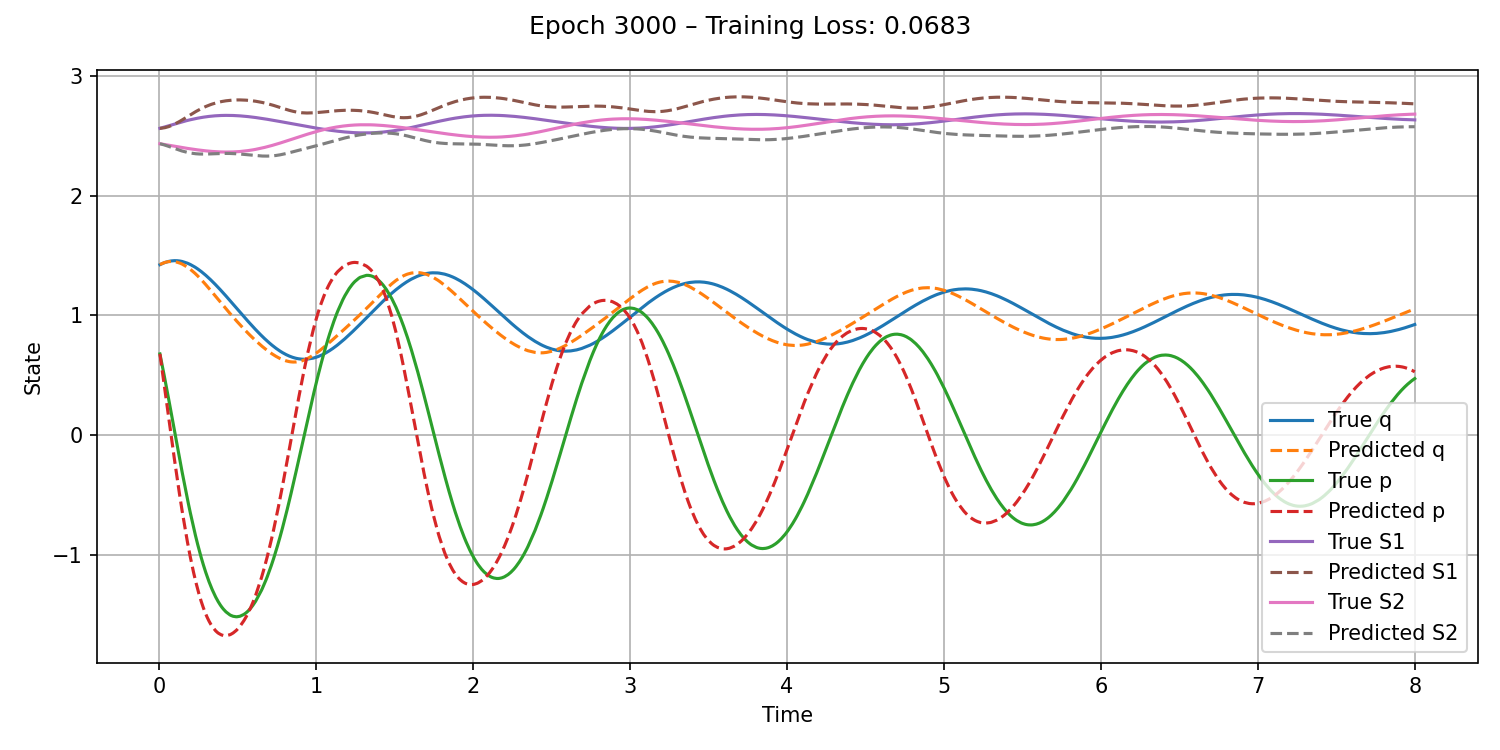 Epoch 3000 – Training Loss: 0.0683
3
2
1
0
−1
State
0 1 2 3 4 5 6 7 8
Time
True q
Predicted q
True p
Predicted p
True S1
Predicted S1
True S2
Predicted S2